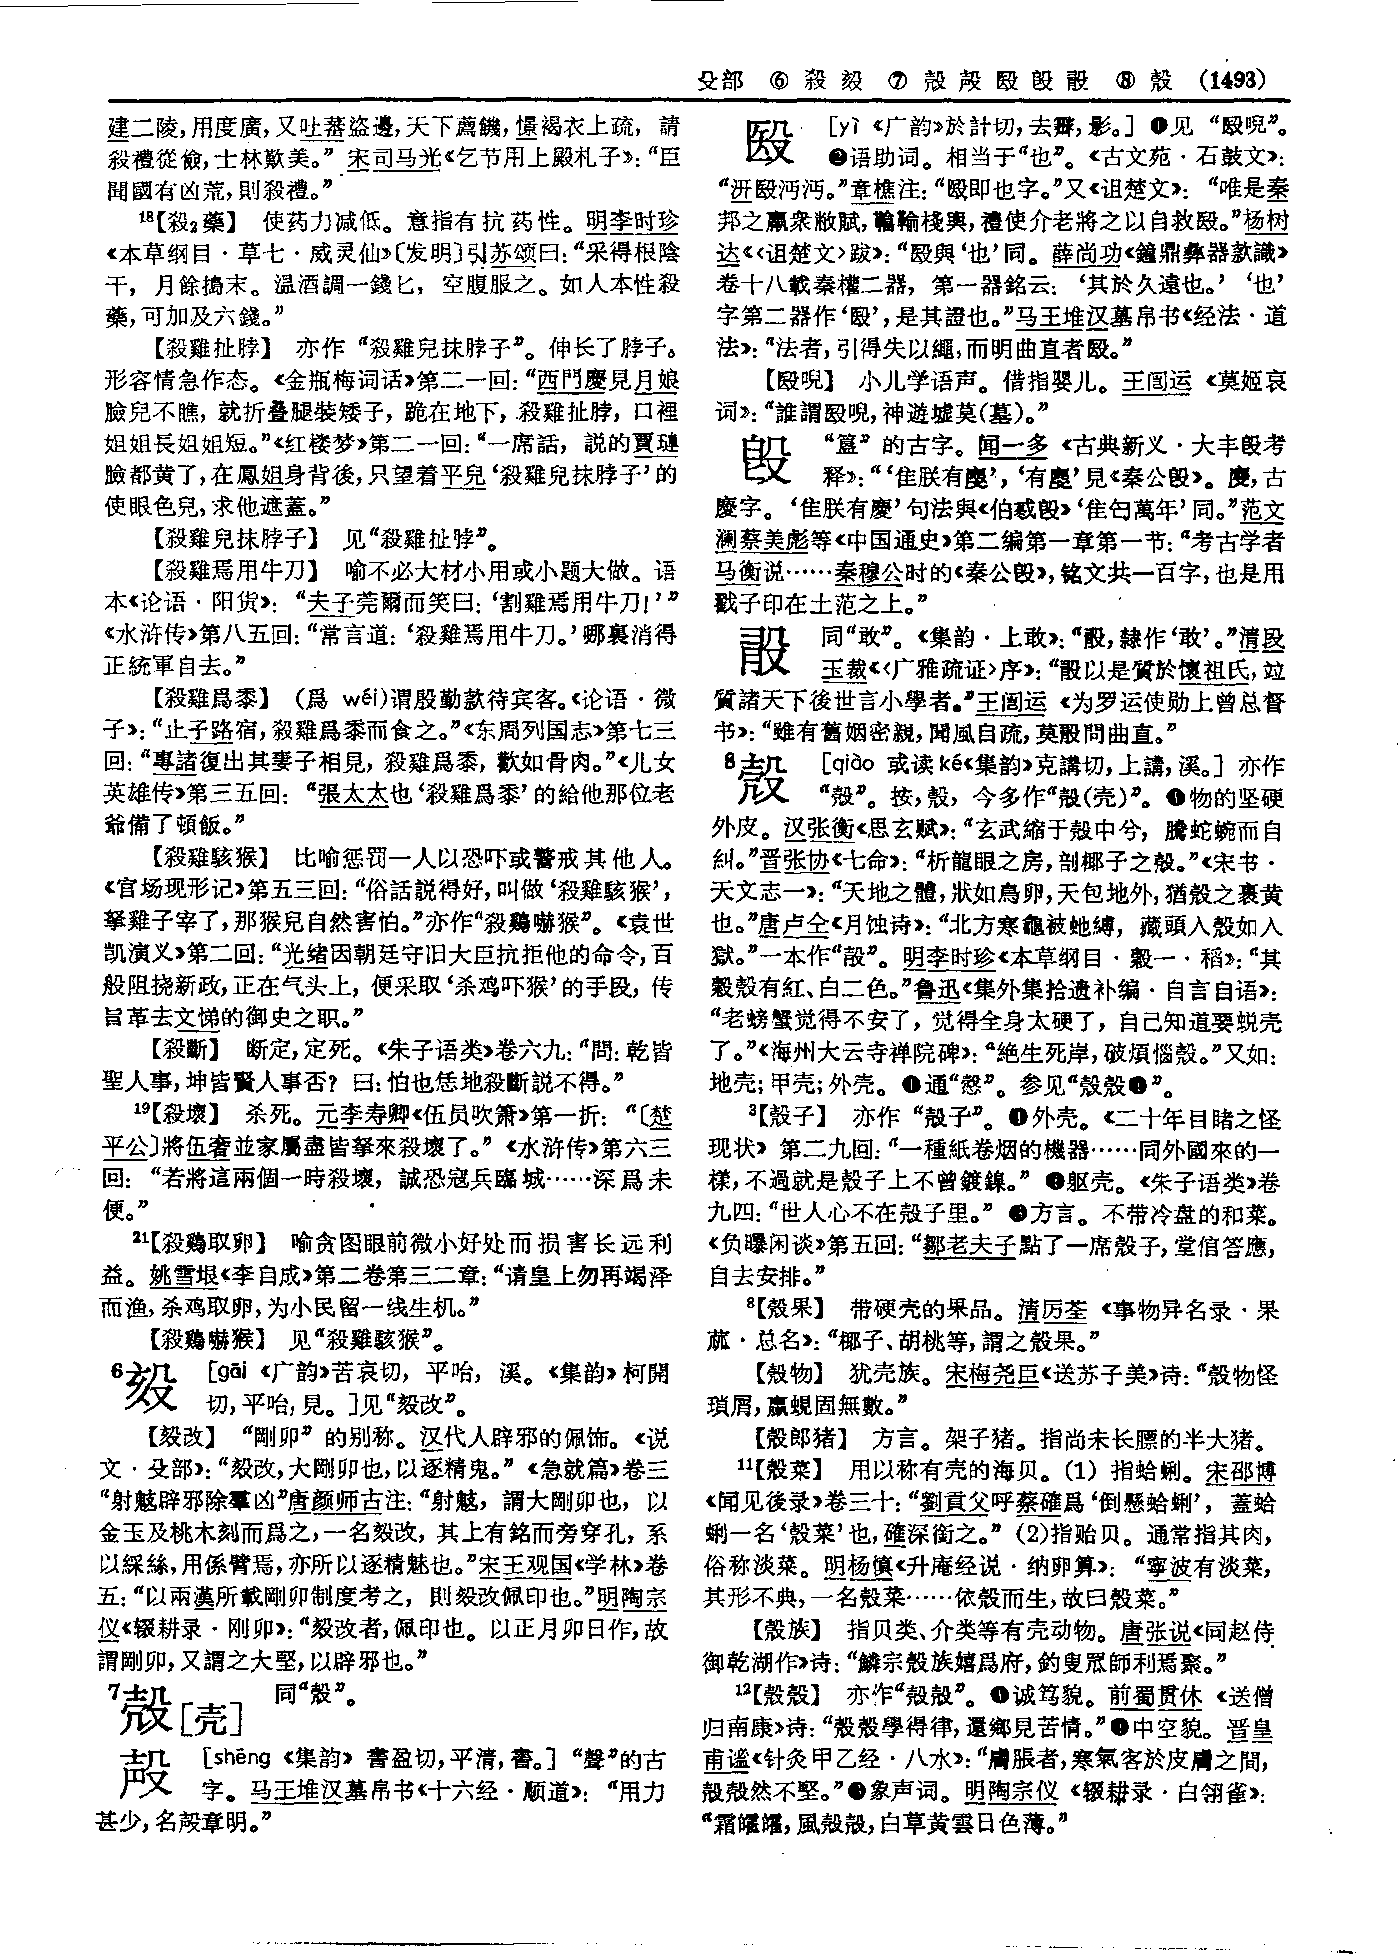 殳部 ⑥ 殺 毅 ⑦ 殼 殸 殹 毁 㪉 ⑧ 殻 (1493)
建二陵,用度廣,又吐蕃盜邊,天下薦饑,憬褐衣上疏, 請
殺禮從儉,士林歎美。” 宋司马光《乞节用上殿札子》:“臣
聞國有凶荒,則殺禮。”
18【殺₂藥】 使药力减低。意指有抗药性。明李时珍
《本草纲目·草七·威灵仙》〔发明〕引苏颂曰:“采得根陰
干, 月餘搗末。温酒調一錢匕, 空腹服之。如人本性殺
藥,可加及六錢。”
【殺雞扯脖】 亦作 “殺雞兒抹脖子”。伸长了脖子。
形容情急作态。《金瓶梅词话》第二一回:“西門慶見月娘
臉兒不瞧, 就折叠腿裝矮子, 跪在地下, 殺雞扯脖, 口裡
姐姐長姐姐短。”《红楼梦》第二一回:“一席話, 説的賈璉
臉都黄了,在鳳姐身背後,只望着平兒‘殺雞兒抹脖子’的
使眼色兒,求他遮蓋。”
【殺雞兒抹脖子】 见“殺雞扯脖”。
【殺雞焉用牛刀】 喻不必大材小用或小题大做。语
本《论语·阳货》: “夫子莞爾而笑曰: ‘割雞焉用牛刀!’”
《水浒传》第八五回:“常言道: ‘殺雞焉用牛刀。’哪裏消得
正統軍自去。”
【殺雞爲黍】 (爲 wéi)谓殷勤款待宾客。《论语·微
子》:“止子路宿,殺雞爲黍而食之。”《东周列国志》第七三
回:“專諸復出其妻子相見, 殺雞爲黍, 歡如骨肉。”《儿女
英雄传》第三五回: “張太太也‘殺雞爲黍’的給他那位老
爺備了頓飯。”
【殺雞駭猴】 比喻惩罚一人以恐吓或警戒其他人。
《官场现形记》第五三回:“俗話説得好,叫做‘殺雞駭猴’,
拏雞子宰了,那猴兒自然害怕。”亦作“殺鷄嚇猴”。《袁世
凯演义》第二回:“光绪因朝廷守旧大臣抗拒他的命令,百
般阻挠新政,正在气头上, 便采取‘杀鸡吓猴’的手段, 传
旨革去文悌的御史之职。”
【殺斷】 断定,定死。《朱子语类》卷六九:“問: 乾皆
聖人事,坤皆賢人事否? 曰:怕也恁地殺斷説不得。”
19【殺壞】 杀死。元李寿卿《伍员吹箫》第一折: “〔楚
平公〕將伍奢並家屬盡皆拏來殺壞了。” 《水浒传》第六三
回: “若將這兩個一時殺壞, 誠恐寇兵臨城……深爲未
便。”
21【殺鷄取卵】 喻贪图眼前微小好处而损害长远利
益。姚雪垠《李自成》第二卷第三二章:“请皇上勿再竭泽
而渔,杀鸡取卵,为小民留一线生机。”
【殺鷄嚇猴】 见“殺雞駭猴”。
6 毅 [gāi 《广韵》苦哀切, 平咍, 溪。《集韵》柯開
切,平咍,見。]见“毅改”。
【毅改】 “剛卯” 的别称。汉代人辟邪的佩饰。《说
文·殳部》:“毅改,大剛卯也,以逐精鬼。” 《急就篇》卷三
“射魃辟邪除羣凶”唐颜师古注:“射魃, 謂大剛卯也, 以
金玉及桃木刻而爲之,一名毅改, 其上有銘而旁穿孔, 系
以綵絲,用係臂焉,亦所以逐精魅也。”宋王观国《学林》卷
五:“以兩漢所載剛卯制度考之, 則毅改佩印也。”明陶宗
仪《辍耕录·刚卯》:“毅改者,佩印也。以正月卯日作,故
謂剛卯,又謂之大堅,以辟邪也。”
7 殼[壳] 同“殻”。
殸 [shēng 《集韵》 書盈切,平清,書。] “聲”的古
字。马王堆汉墓帛书《十六经·顺道》: “用力
甚少,名殸章明。”
殹 [yì 《广韵》於計切,去霽,影。] ❶见 “殹呪”。
❷语助词。相当于“也”。《古文苑·石鼓文》:
“汧殹沔沔。”章樵注:“殹即也字。”又《诅楚文》: “唯是秦
邦之羸衆敝賦,鞈輸棧輿,禮使介老將之以自救殹。”杨树
达《〈诅楚文〉跋》:“殹與‘也’同。薛尚功《鐘鼎彝器款識》
卷十八載秦權二器, 第一器銘云: ‘其於久遠也。’ ‘也’
字第二器作‘殹’,是其證也。”马王堆汉墓帛书《经法·道
法》:“法者,引得失以繩,而明曲直者殹。”
【殹呪】 小儿学语声。借指婴儿。王闿运《莫姬哀
词》:“誰謂殹呪,神遊墟莫(墓)。”
“簋” 的古字。闻一多《古典新义·大丰𣪘考
释》:“‘隹朕有慶’, ‘有慶’見《秦公𣪘》。慶,古
慶字。‘隹朕有慶’句法與《伯𢦚𣪘》‘隹匄萬年’同。”范文
澜蔡美彪等《中国通史》第二编第一章第一节:“考古学者
马衡说……秦穆公时的《秦公𣪘》,銘文共一百字,也是用
戳子印在土范之上。”
同“敢”。《集韵·上敢》:“㪉,隸作‘敢’。”清段
玉裁《〈广雅疏证〉序》:“㪉以是質於懷祖氏,竝
質諸天下後世言小學者。”王闿运《为罗运使勋上曾总督
书》:“雖有舊姻密親,聞風自疏,莫㪉問曲直。”
8 殻 [qiào 或读ké《集韵》克講切,上講,溪。] 亦作
“殼”。按,殻, 今多作“殼(壳)”。❶物的坚硬
外皮。汉张衡《思玄赋》:“玄武縮于殻中兮, 騰蛇蜿而自
糾。”晋张协《七命》:“析龍眼之房,剖椰子之殻。”《宋书·
天文志一》:“天地之體,狀如鳥卵,天包地外,猶殻之裹黄
也。”唐卢仝《月蚀诗》:“北方寒龜被虵縛, 藏頭入殻如入
獄。”一本作“殼”。明李时珍《本草纲目·穀一·稻》:“其
穀殻有紅、白二色。”鲁迅《集外集拾遗补编·自言自语》:
“老螃蟹觉得不安了, 觉得全身太硬了, 自己知道要蜕壳
了。”《海州大云寺禅院碑》:“絶生死岸,破煩惱殻。”又如:
地壳;甲壳;外壳。❷通“愨”。参见“殻殻❶”。
3【殻子】 亦作 “殼子”。❶外壳。《二十年目睹之怪
现状》 第二九回:“一種紙卷烟的機器……同外國來的一
樣,不過就是殻子上不曾鍍鎳。” ❷躯壳。《朱子语类》卷
九四:“世人心不在殻子里。” ❸方言。不带冷盘的和菜。
《负曝闲谈》第五回:“鄒老夫子點了一席殻子,堂倌答應,
自去安排。”
8【殻果】 带硬壳的果品。清厉荃《事物异名录·果
蓏·总名》:“椰子、胡桃等,謂之殻果。”
【殻物】 犹壳族。宋梅尧臣《送苏子美》诗:“殻物怪
瑣屑,蠃蜆固無數。”
【殻郎猪】 方言。架子猪。指尚未长膘的半大猪。
11【殻菜】 用以称有壳的海贝。(1) 指蛤蜊。宋邵博
《闻见後录》卷三十:“劉貢父呼蔡確爲‘倒懸蛤蜊’, 蓋蛤
蜊一名‘殻菜’也,確深銜之。” (2)指贻贝。通常指其肉,
俗称淡菜。明杨慎《升庵经说·纳卵算》: “寧波有淡菜,
其形不典,一名殻菜……依殻而生,故曰殻菜。”
【殻族】 指贝类、介类等有壳动物。唐张说《同赵侍
御乾湖作》诗:“鱗宗殻族嬉爲府,釣叟罛師利焉聚。”
12【殻殻】 亦作“殼殼”。❶诚笃貌。前蜀贯休《送僧
归南康》诗:“殻殻學得律,還鄉見苦情。”❷中空貌。晋皇
甫谧《针灸甲乙经·八水》:“膚脹者,寒氣客於皮膚之間,
殻殻然不堅。”❸象声词。明陶宗仪《辍耕录·白翎雀》:
“霜皬皬,風殻殻,白草黄雲日色薄。”